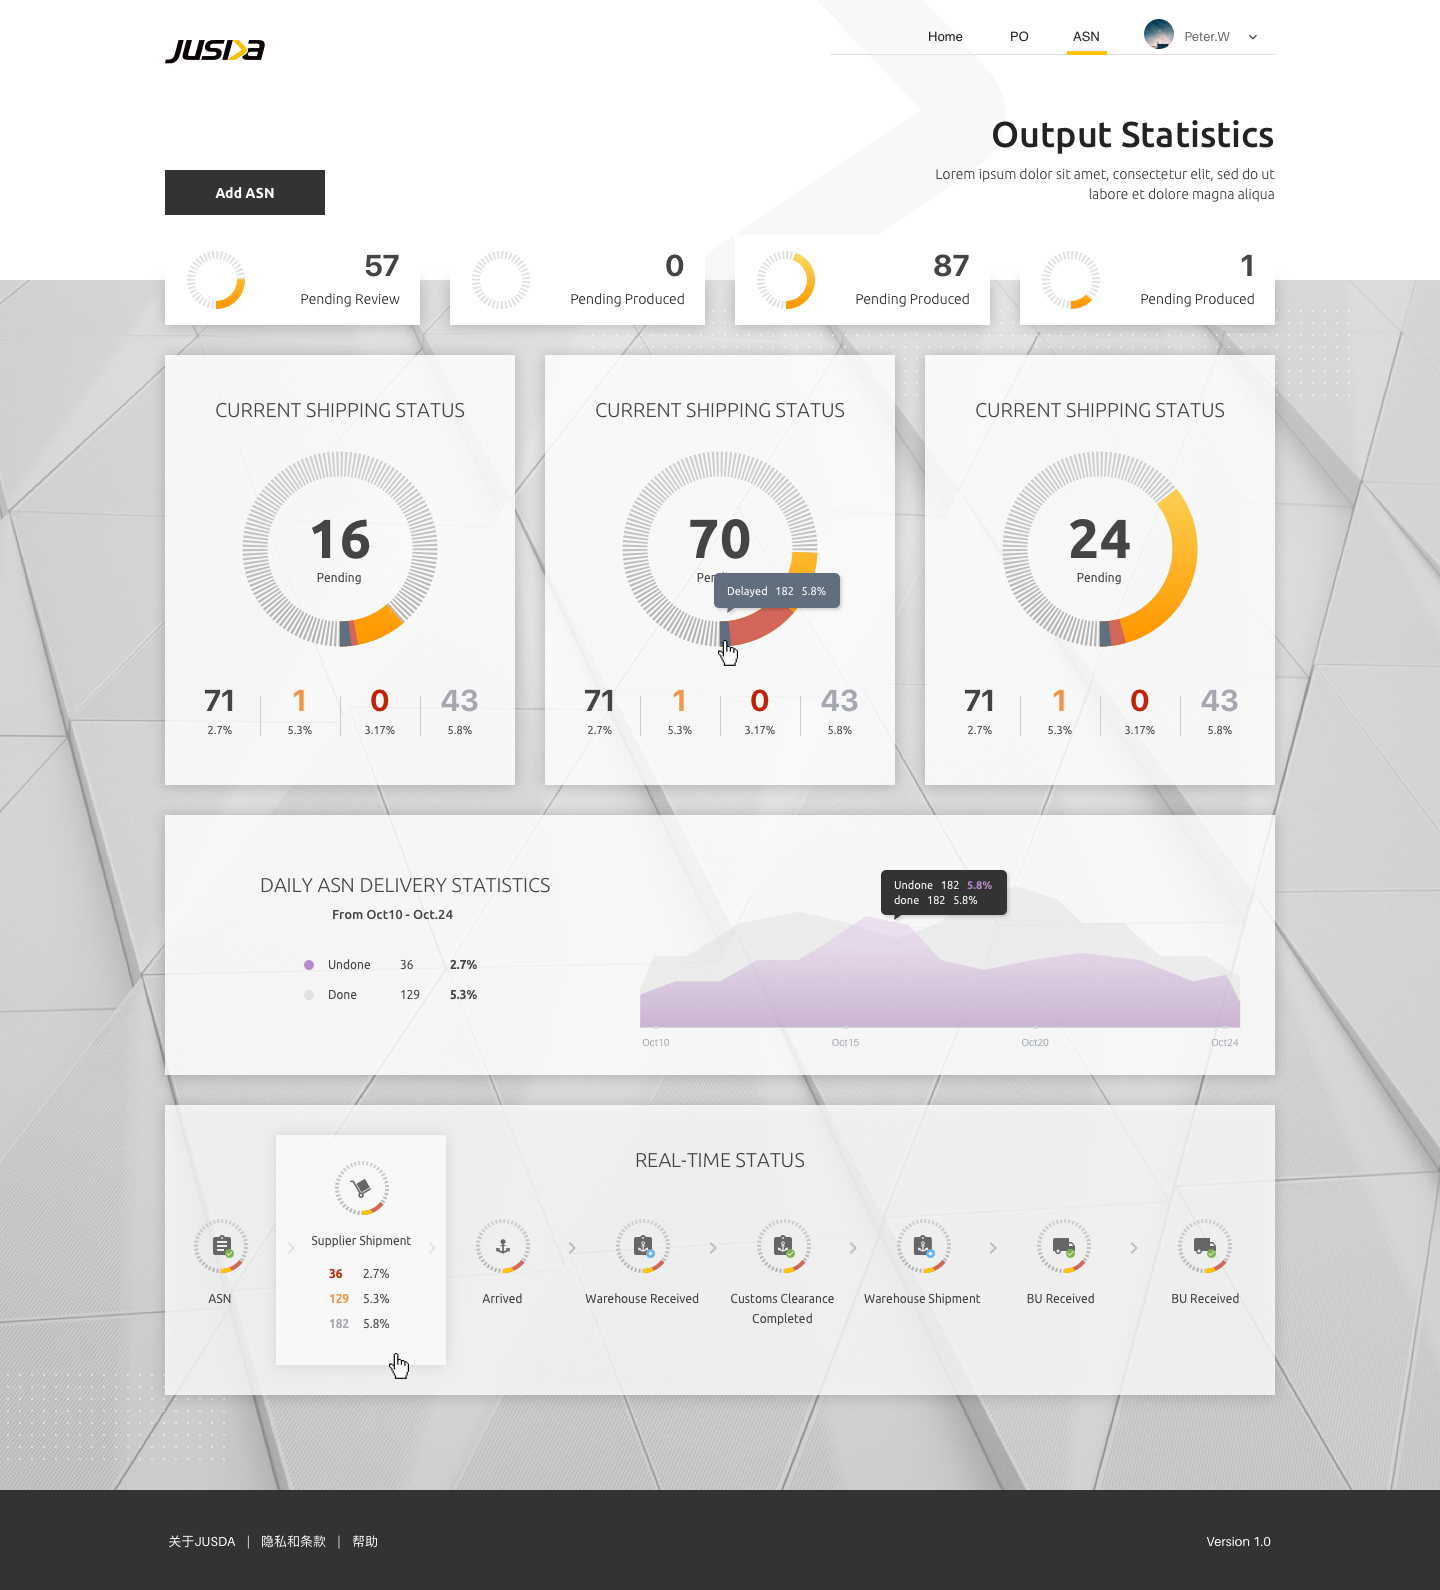 JUSDA
Home PO ASN Peter.W
Output Statistics
Lorem ipsum dolor sit amet, consectetur elit, sed do ut
labore et dolore magna aliqua
Add ASN
57
Pending Review
0
Pending Produced
87
Pending Produced
1
Pending Produced
CURRENT SHIPPING STATUS
16
Pending
71 1 0 43
2.7% 5.3% 3.17% 5.8%
CURRENT SHIPPING STATUS
70
Delayed 182 5.8%
71 1 0 43
2.7% 5.3% 3.17% 5.8%
CURRENT SHIPPING STATUS
24
Pending
71 1 0 43
2.7% 5.3% 3.17% 5.8%
DAILY ASN DELIVERY STATISTICS
From Oct10 - Oct.24
Undone 36 2.7%
Done 129 5.3%
Undone 182 5.8%
done 182 5.8%
Oct10 Oct15 Oct20 Oct24
REAL-TIME STATUS
ASN
Supplier Shipment
36 2.7%
129 5.3%
182 5.8%
Arrived
Warehouse Received
Customs Clearance
Completed
Warehouse Shipment
BU Received
BU Received
关于JUSDA | 隐私和条款 | 帮助
Version 1.0